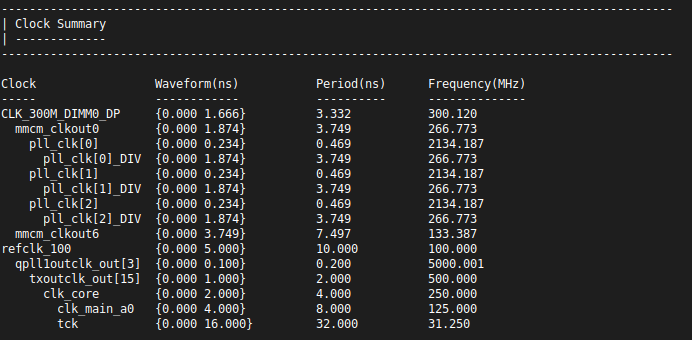 ------------------------------------------------------------------------------------------------
| Clock Summary
| -------------
------------------------------------------------------------------------------------------------

Clock                 Waveform(ns)           Period(ns)      Frequency(MHz)
-----                 ------------           ----------      --------------
CLK_300M_DIMM0_DP     {0.000 1.666}          3.332           300.120
  mmcm_clkout0        {0.000 1.874}          3.749           266.773
    pll_clk[0]        {0.000 0.234}          0.469           2134.187
      pll_clk[0]_DIV  {0.000 1.874}          3.749           266.773
    pll_clk[1]        {0.000 0.234}          0.469           2134.187
      pll_clk[1]_DIV  {0.000 1.874}          3.749           266.773
    pll_clk[2]        {0.000 0.234}          0.469           2134.187
      pll_clk[2]_DIV  {0.000 1.874}          3.749           266.773
  mmcm_clkout6        {0.000 3.749}          7.497           133.387
refclk_100            {0.000 5.000}          10.000          100.000
  qpll1outclk_out[3]  {0.000 0.100}          0.200           5000.001
    txoutclk_out[15]  {0.000 1.000}          2.000           500.000
      clk_core        {0.000 2.000}          4.000           250.000
        clk_main_a0   {0.000 4.000}          8.000           125.000
        tck           {0.000 16.000}         32.000          31.250